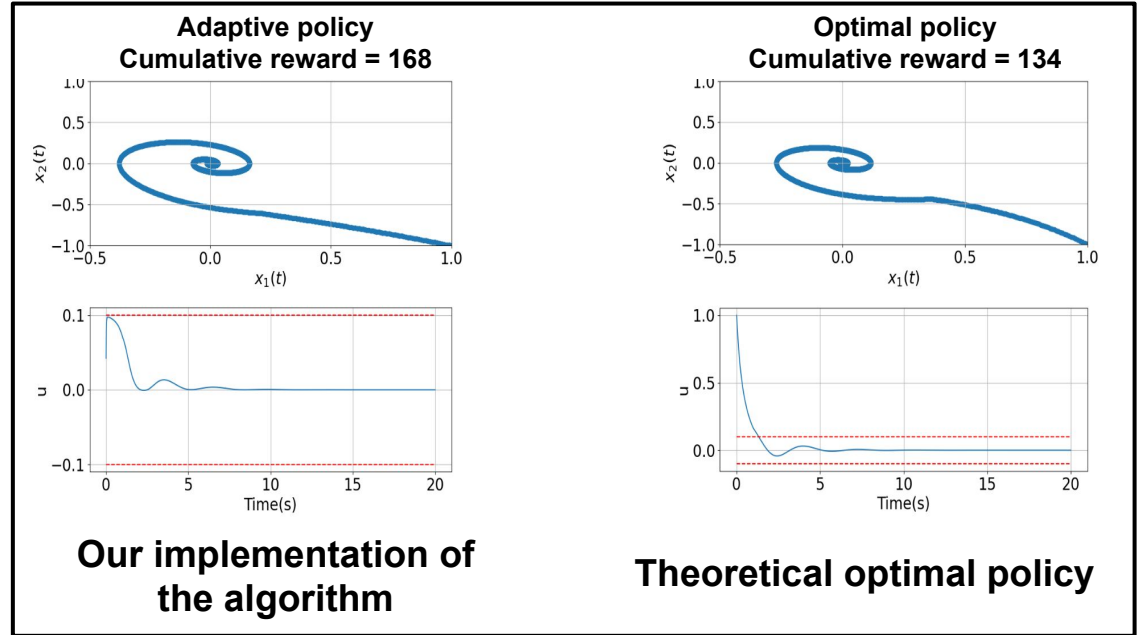 Adaptive policy
Cumulative reward = 168
1.0
0.5
0.0
−0.5
−1.0
x₂(t)
−0.5 0.0 0.5 1.0
x₁(t)
0.1
0.0
−0.1
u
0 5 10 15 20
Time(s)
Our implementation of
the algorithm
Optimal policy
Cumulative reward = 134
1.0
0.5
0.0
−0.5
−1.0
x₂(t)
−0.5 0.0 0.5 1.0
x₁(t)
1.0
0.5
0.0
u
0 5 10 15 20
Time(s)
Theoretical optimal policy